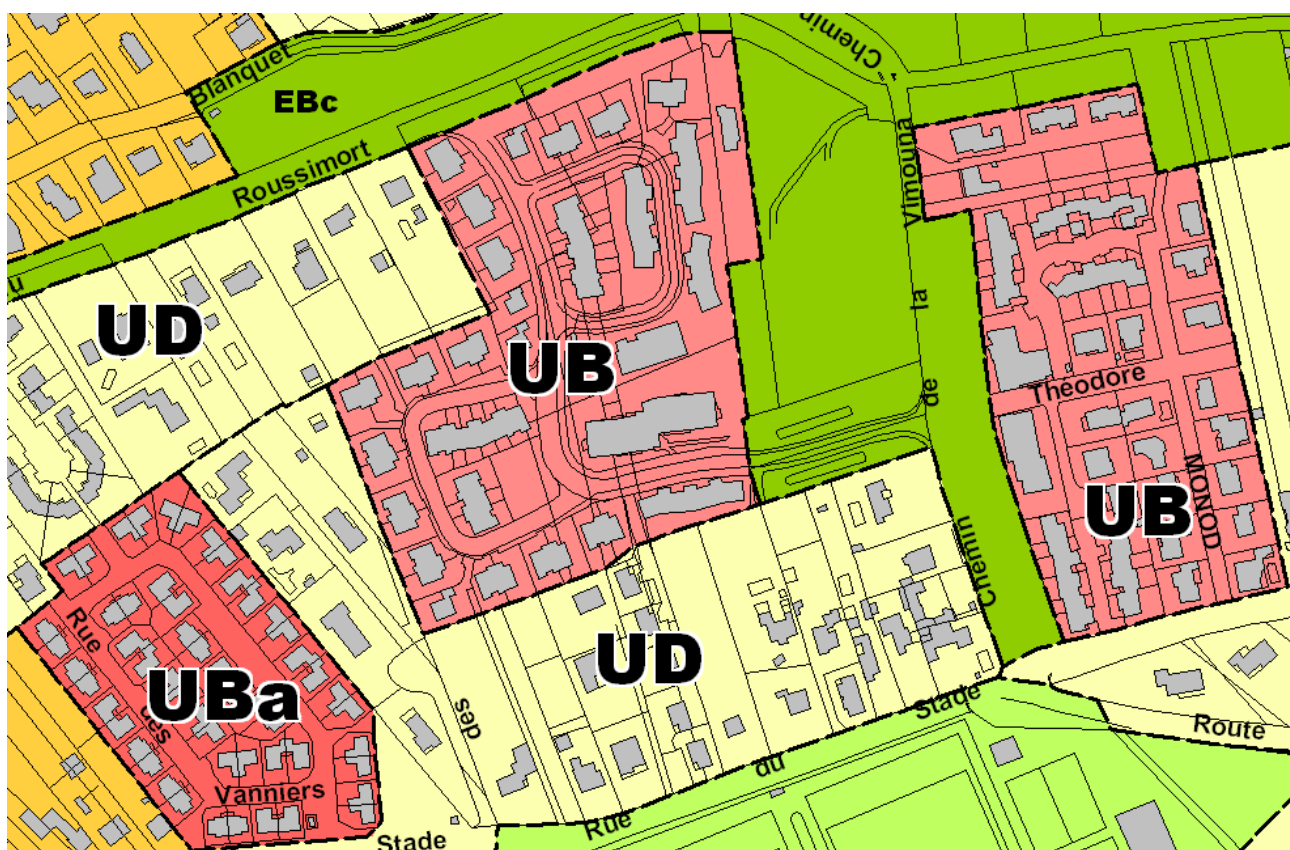 Blanquet
Chemin
EBc
Roussimort
Vimouna
u
UD
la
UB
de
Théodore
MONOD
UB
Chemin
Rue
UD
UBa
des
des
Stade
Route
du
Vanniers
Rue
Stade